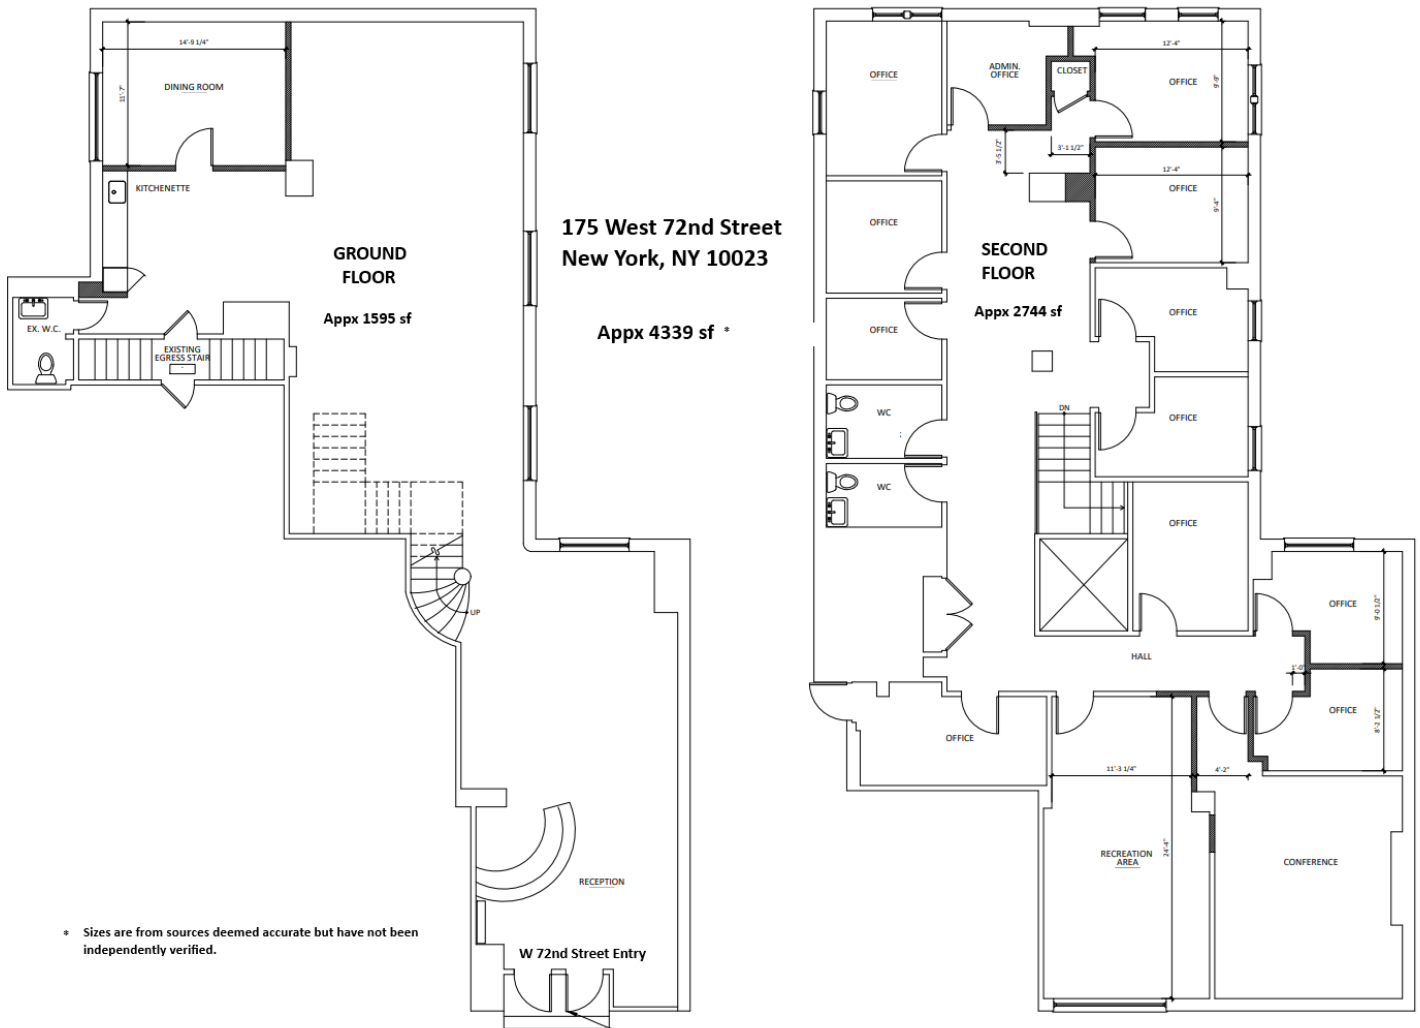 14'-9 1/4"
11'-7"
DINING ROOM
KITCHENETTE
GROUND
FLOOR
Appx 1595 sf
EX. W.C.
EXISTING
EGRESS STAIR
UP
RECEPTION
W 72nd Street Entry
* Sizes are from sources deemed accurate but have not been
independently verified.
175 West 72nd Street
New York, NY 10023
Appx 4339 sf *
OFFICE
ADMIN.
OFFICE
CLOSET
12'-4"
OFFICE
9'-9"
3'-5 1/2"
3'-1 1/2"
12'-4"
OFFICE
9'-4"
OFFICE
SECOND
FLOOR
Appx 2744 sf
OFFICE
OFFICE
WC
DN
OFFICE
WC
OFFICE
HALL
OFFICE
9'-0 1/2"
1'-0"
OFFICE
8'-2 1/2"
OFFICE
11'-3 1/4"
4'-2"
24'-4"
RECREATION
AREA
CONFERENCE